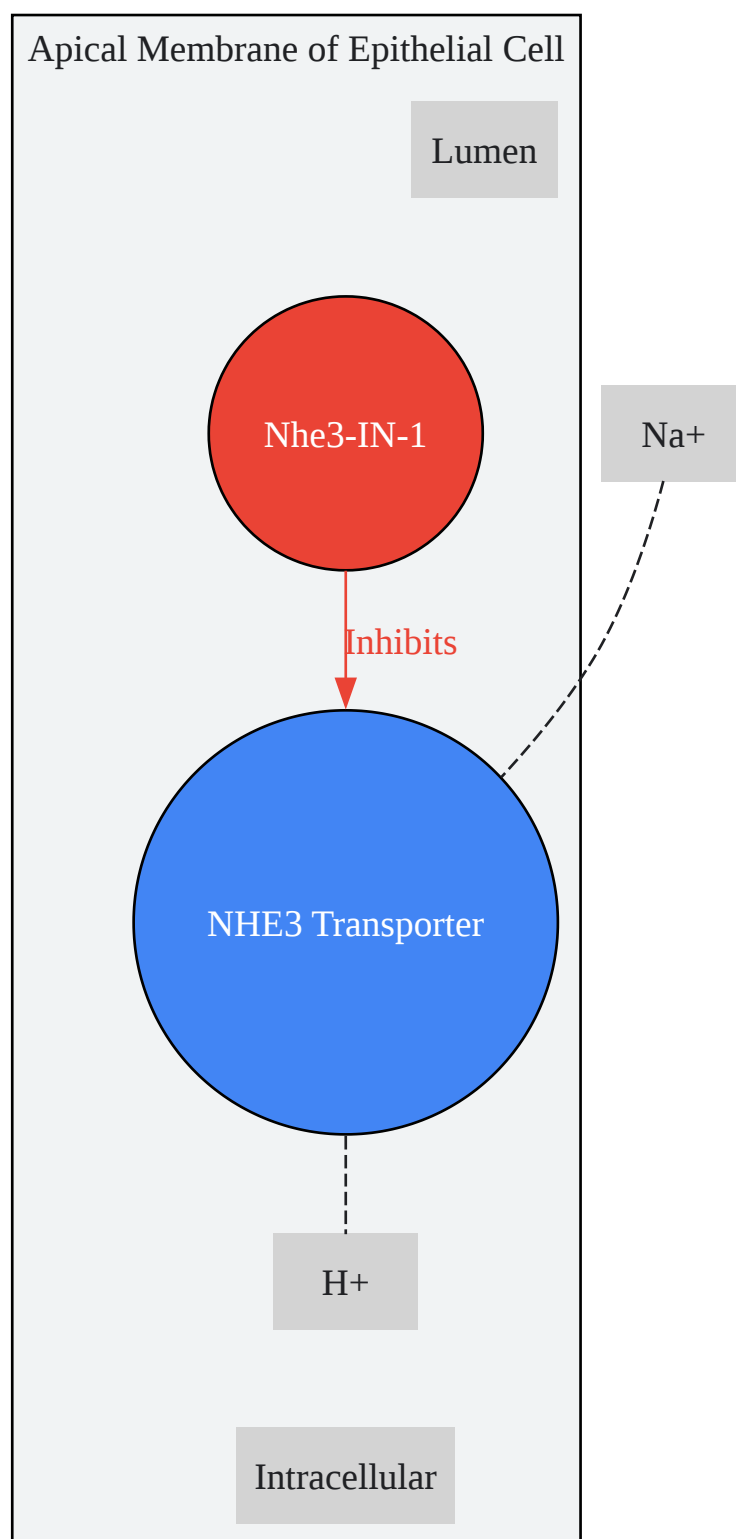 Apical Membrane of Epithelial Cell
Lumen
Nhe3-IN-1
Na+
Inhibits
NHE3 Transporter
H+
Intracellular